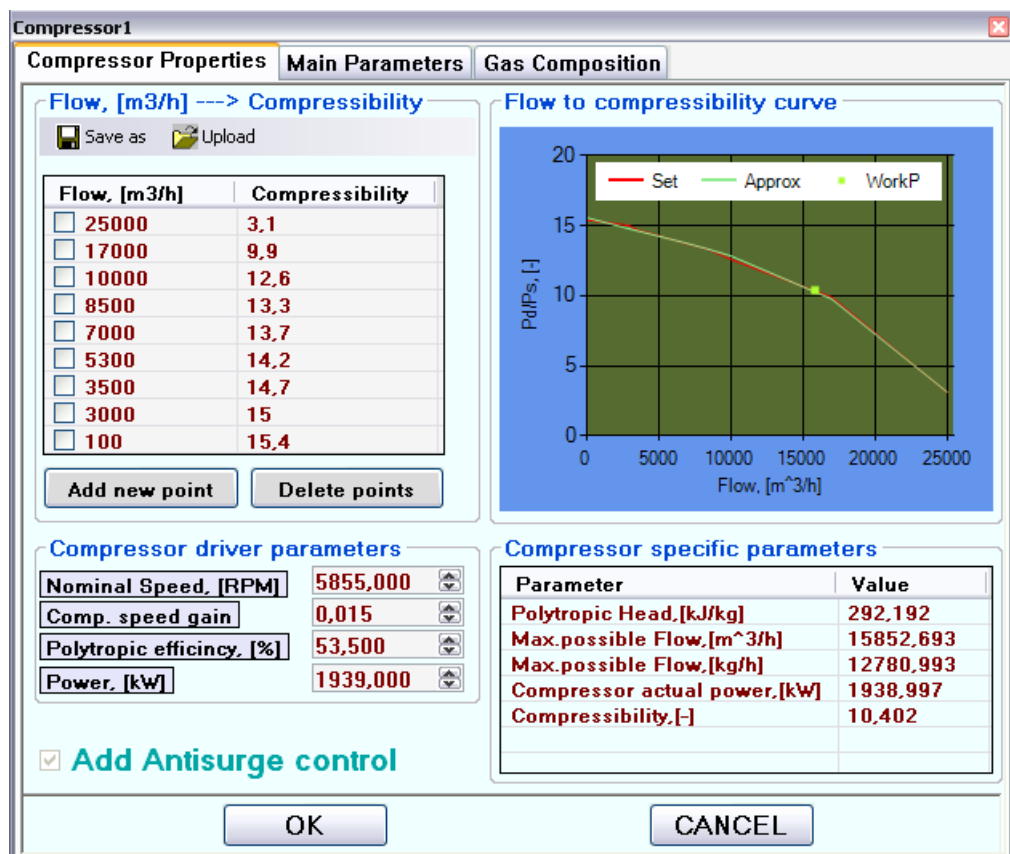 Compressor1
Compressor Properties Main Parameters Gas Composition
Flow, [m3/h] ---> Compressibility
Save as Upload
Flow, [m3/h] Compressibility
25000 3,1
17000 9,9
10000 12,6
8500 13,3
7000 13,7
5300 14,2
3500 14,7
3000 15
100 15,4
Add new point Delete points
Flow to compressibility curve
Set Approx WorkP
20
15
10
5
0
Pd/Ps, [-]
0 5000 10000 15000 20000 25000
Flow, [m^3/h]
Compressor driver parameters
Nominal Speed, [RPM] 5855,000
Comp. speed gain 0,015
Polytropic efficincy, [%] 53,500
Power, [kW] 1939,000
Add Antisurge control
Compressor specific parameters
Parameter Value
Polytropic Head,[kJ/kg] 292,192
Max.possible Flow,[m^3/h] 15852,693
Max.possible Flow,[kg/h] 12780,993
Compressor actual power,[kW] 1938,997
Compressibility,[-] 10,402
OK CANCEL